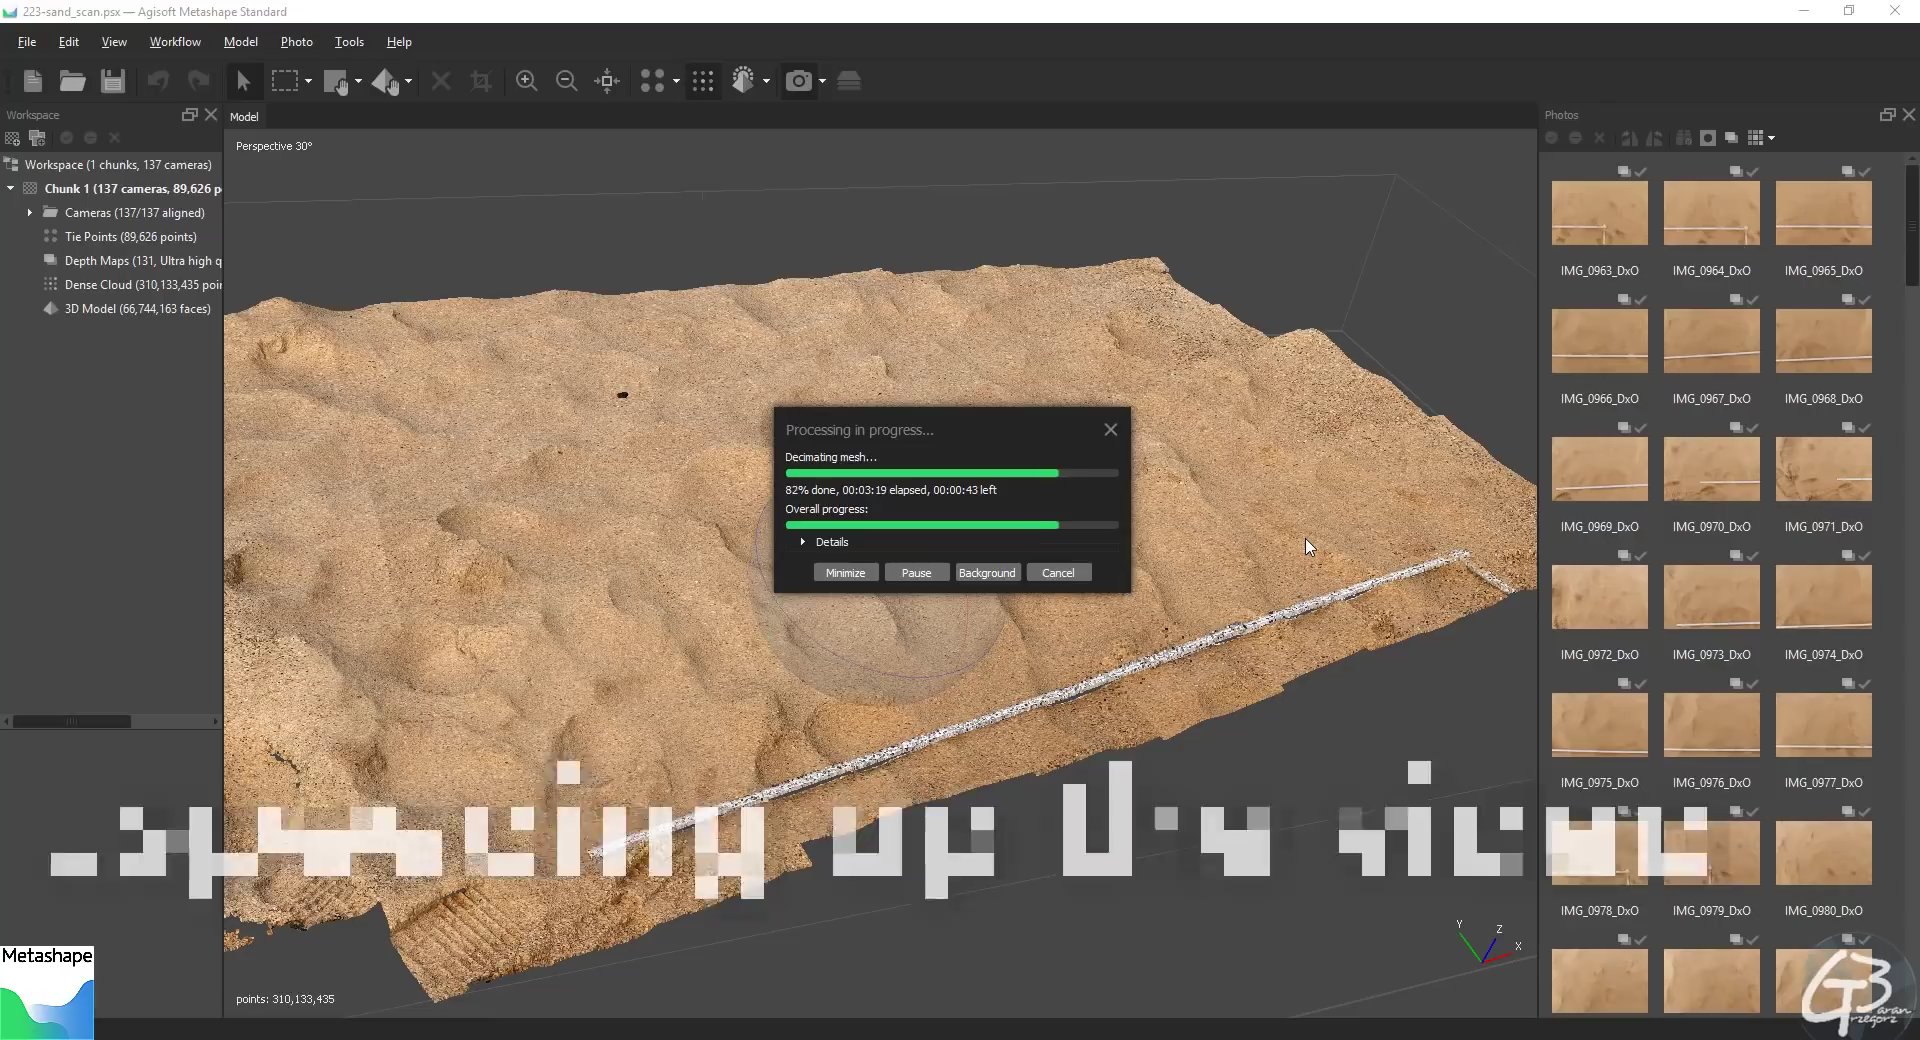 223-sand_scan.psx — Agisoft Metashape Standard
File Edit View Workflow Model Photo Tools Help
Workspace
Model
Photos
Perspective 30°
Workspace (1 chunks, 137 cameras)
Chunk 1 (137 cameras, 89,626 p
Cameras (137/137 aligned)
Tie Points (89,626 points)
Depth Maps (131, Ultra high q
Dense Cloud (310,133,435 poin
3D Model (66,744,163 faces)
Processing in progress...
Decimating mesh...
82% done, 00:03:19 elapsed, 00:00:43 left
Overall progress:
Details
Minimize Pause Background Cancel
IMG_0963_DxO IMG_0964_DxO IMG_0965_DxO
IMG_0966_DxO IMG_0967_DxO IMG_0968_DxO
IMG_0969_DxO IMG_0970_DxO IMG_0971_DxO
IMG_0972_DxO IMG_0973_DxO IMG_0974_DxO
IMG_0975_DxO IMG_0976_DxO IMG_0977_DxO
IMG_0978_DxO IMG_0979_DxO IMG_0980_DxO
Y Z X
points: 310,133,435
Metashape
GB
aran
rzegorz